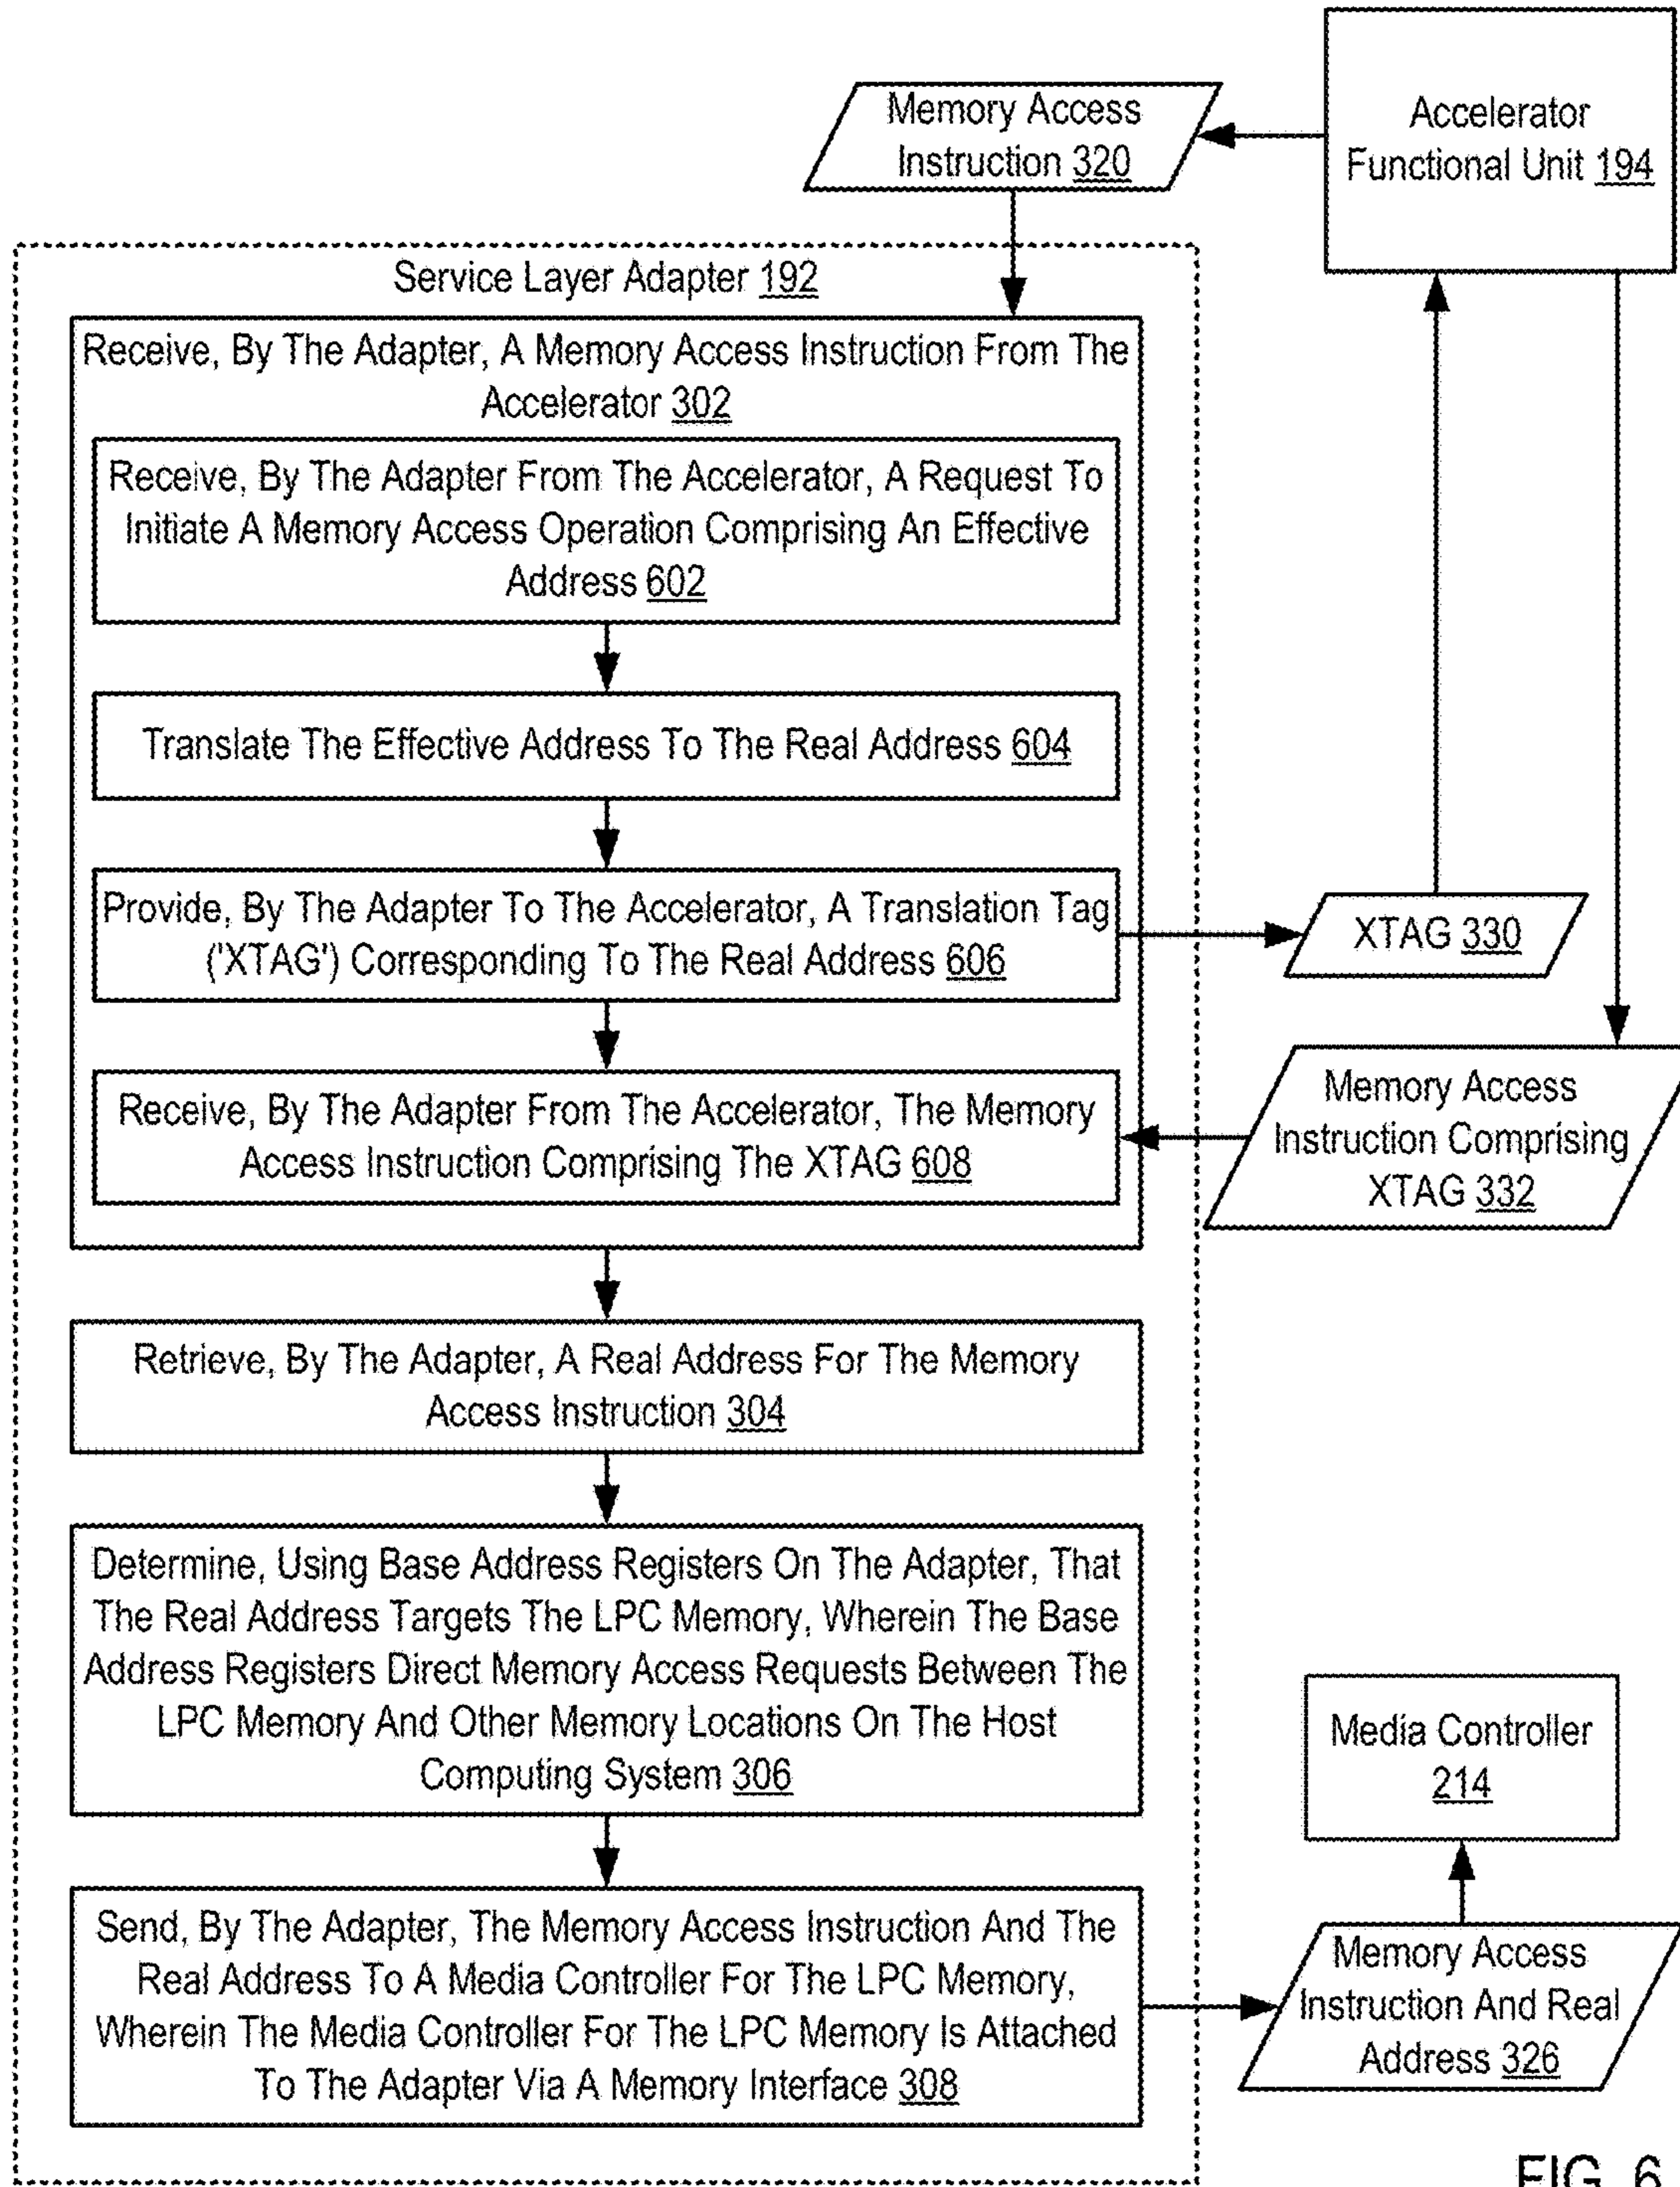 Accelerator
Functional Unit 194
Memory Access
Instruction 320
Service Layer Adapter 192
Receive, By The Adapter, A Memory Access Instruction From The
Accelerator 302
Receive, By The Adapter From The Accelerator, A Request To
Initiate A Memory Access Operation Comprising An Effective
Address 602
Translate The Effective Address To The Real Address 604
Provide, By The Adapter To The Accelerator, A Translation Tag
('XTAG') Corresponding To The Real Address 606
XTAG 330
Receive, By The Adapter From The Accelerator, The Memory
Access Instruction Comprising The XTAG 608
Memory Access
Instruction Comprising
XTAG 332
Retrieve, By The Adapter, A Real Address For The Memory
Access Instruction 304
Determine, Using Base Address Registers On The Adapter, That
The Real Address Targets The LPC Memory, Wherein The Base
Address Registers Direct Memory Access Requests Between The
LPC Memory And Other Memory Locations On The Host
Computing System 306
Media Controller
214
Send, By The Adapter, The Memory Access Instruction And The
Real Address To A Media Controller For The LPC Memory,
Wherein The Media Controller For The LPC Memory Is Attached
To The Adapter Via A Memory Interface 308
Memory Access
Instruction And Real
Address 326
FIG. 6